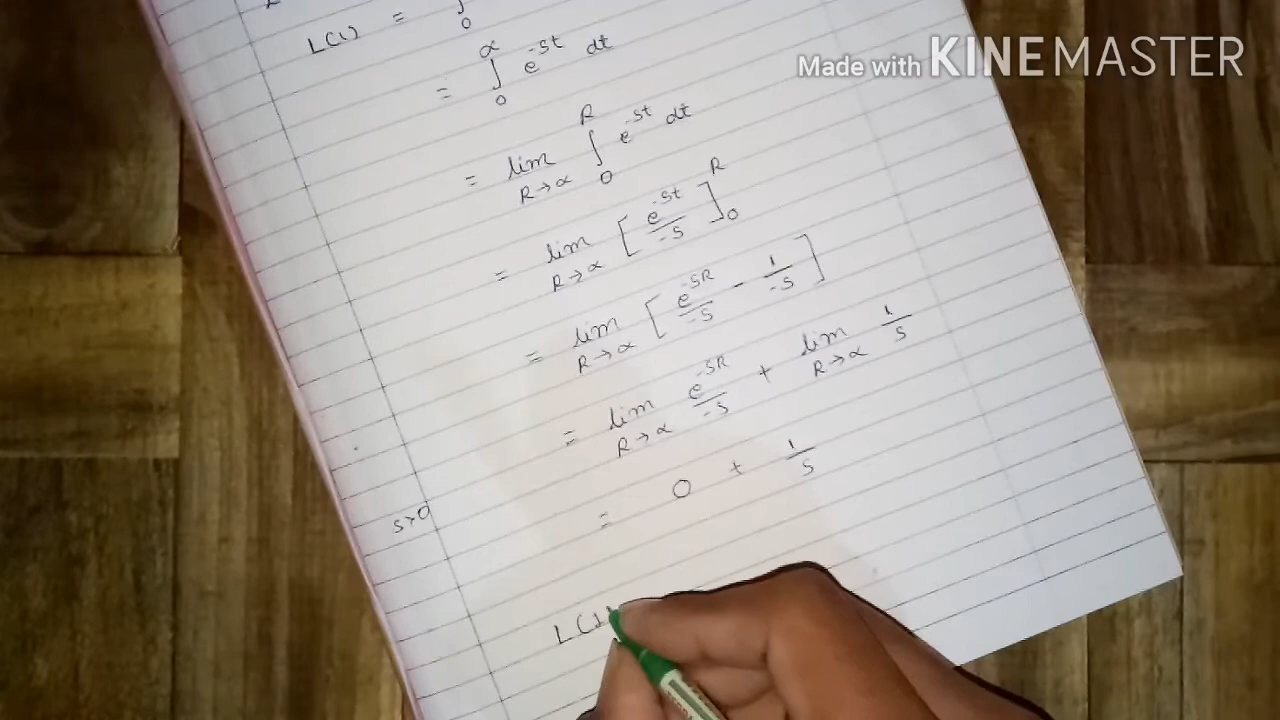 Made with KINEMASTER
L(1) = ∫ 0
= ∫₀^α e^-st dt
= lim R→α ∫₀^R e^-st dt
= lim R→α [e^-st / -s]₀^R
= lim R→α [e^-SR / -s - 1 / -s]
= lim R→α e^-SR / -s + lim R→α 1 / s
s>0 = 0 + 1 / s
L(1)